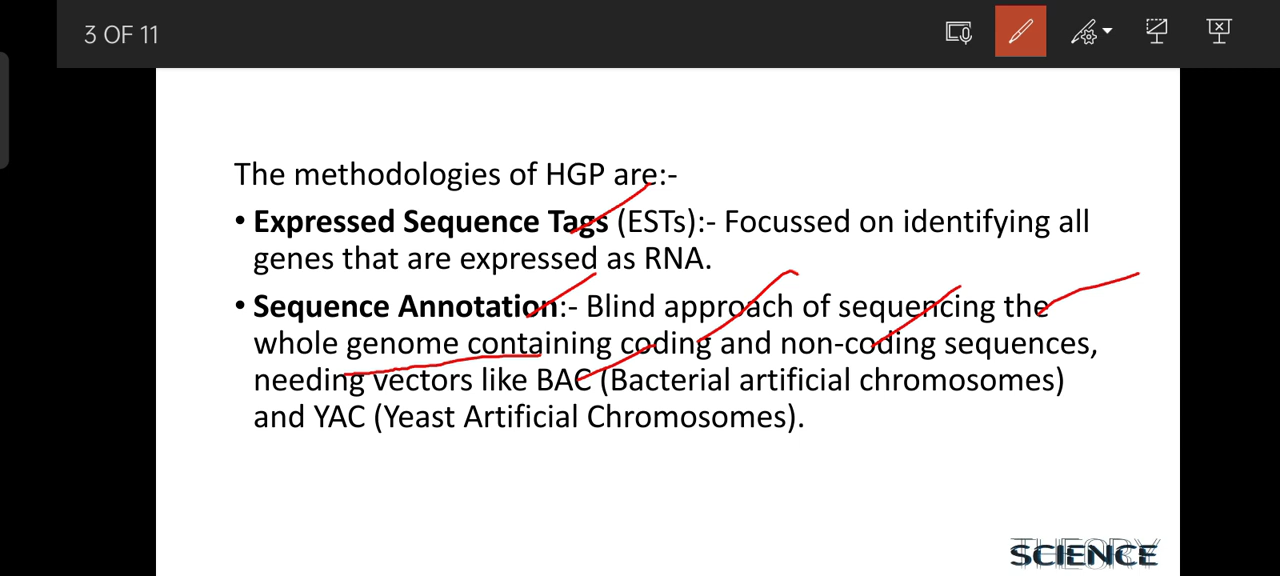 3 OF 11
The methodologies of HGP are:-
• Expressed Sequence Tags (ESTs):- Focussed on identifying all
genes that are expressed as RNA.
• Sequence Annotation:- Blind approach of sequencing the
whole genome containing coding and non-coding sequences,
needing vectors like BAC (Bacterial artificial chromosomes)
and YAC (Yeast Artificial Chromosomes).
THEORY
SCIENCE